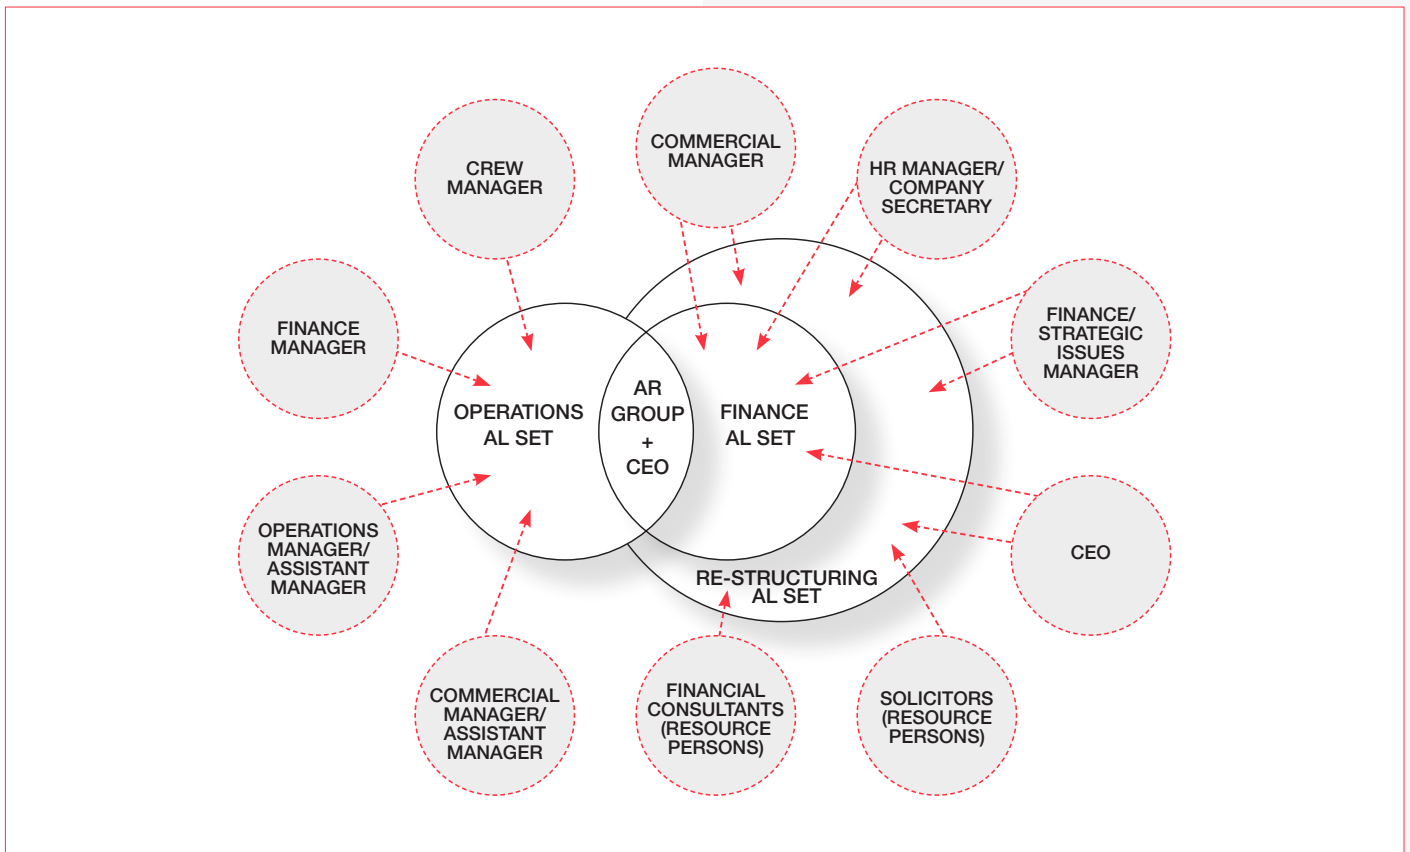 COMMERCIAL
MANAGER
CREW
MANAGER
HR MANAGER/
COMPANY
SECRETARY
FINANCE
MANAGER
FINANCE/
STRATEGIC
ISSUES
MANAGER
OPERATIONS
AL SET
AR
GROUP
+
CEO
FINANCE
AL SET
OPERATIONS
MANAGER/
ASSISTANT
MANAGER
CEO
RE-STRUCTURING
AL SET
COMMERCIAL
MANAGER/
ASSISTANT
MANAGER
FINANCIAL
CONSULTANTS
(RESOURCE
PERSONS)
SOLICITORS
(RESOURCE
PERSONS)